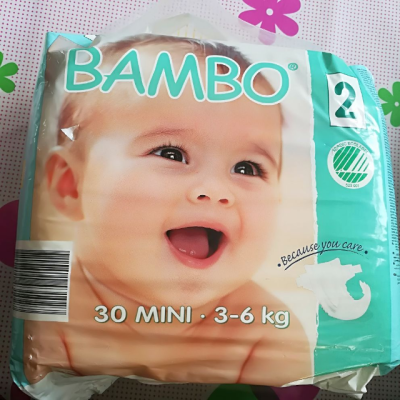 BAMBO®
2
Because you care.
30 MINI · 3-6 kg